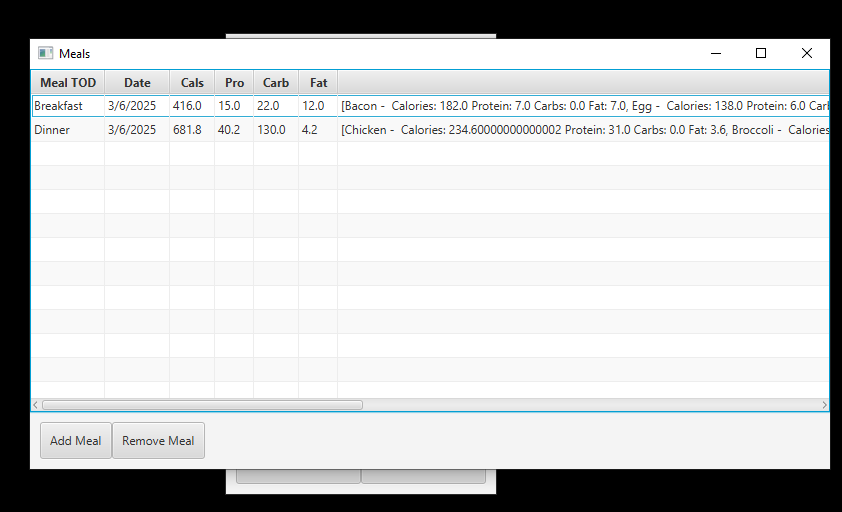 Meals
Meal TOD Date Cals Pro Carb Fat
Breakfast 3/6/2025 416.0 15.0 22.0 12.0 [Bacon -  Calories: 182.0 Protein: 7.0 Carbs: 0.0 Fat: 7.0, Egg -  Calories: 138.0 Protein: 6.0 Carb
Dinner 3/6/2025 681.8 40.2 130.0 4.2 [Chicken -  Calories: 234.60000000000002 Protein: 31.0 Carbs: 0.0 Fat: 3.6, Broccoli -  Calories
Add Meal Remove Meal